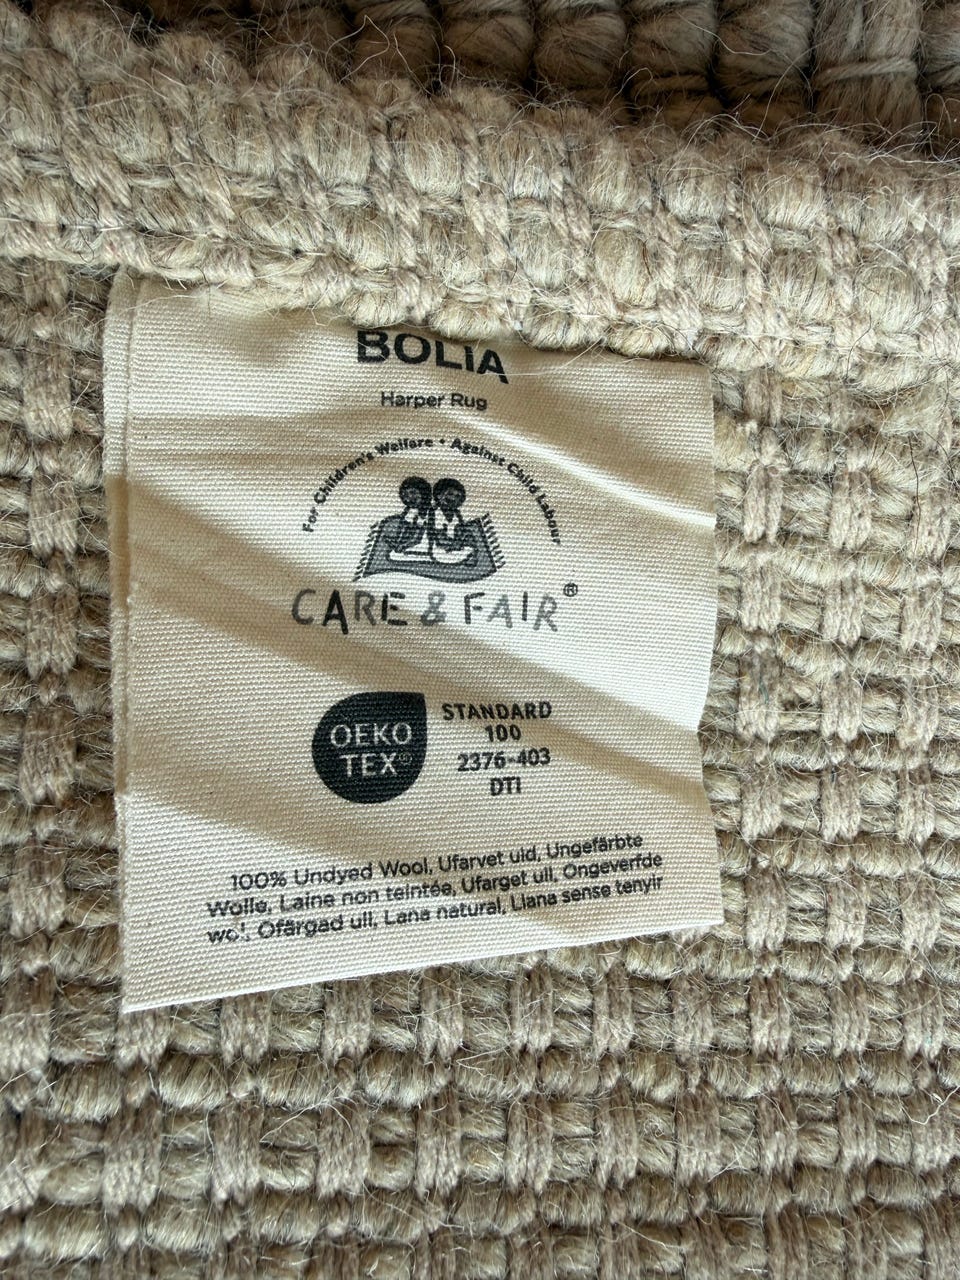 BOLIA
Harper Rug
For Children's Welfare • Against Child Labour
CARE & FAIR®
OEKO
TEX®
STANDARD
100
2376-403
DTI
100% Undyed Wool, Ufarvet uld, Ungefärbte
Wolle, Laine non teintée, Ufarget ull, Ongeverfde
wol, Ofärgad ull, Lana natural, Llana sense tenyir